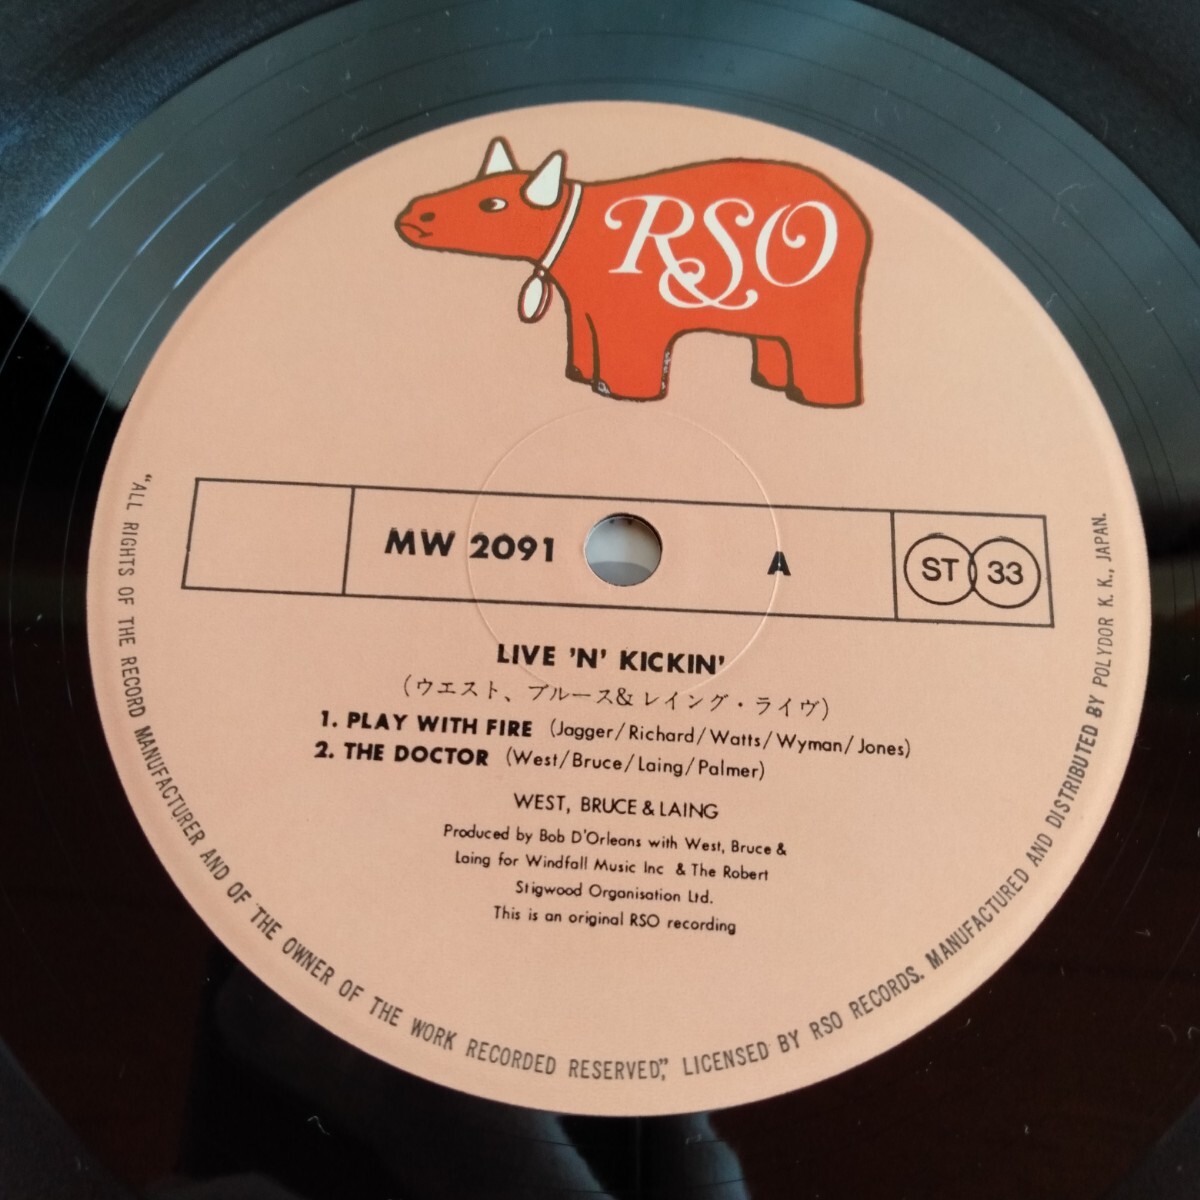 RSO
MW 2091
A
ST 33
LIVE 'N' KICKIN'
(ウエスト、ブルース&レイング・ライヴ)
1. PLAY WITH FIRE (Jagger/Richard/Watts/Wyman/Jones)
2. THE DOCTOR (West/Bruce/Laing/Palmer)
WEST, BRUCE & LAING
Produced by Bob D'Orleans with West, Bruce &
Laing for Windfall Music Inc & The Robert
Stigwood Organisation Ltd.
This is an original RSO recording
"ALL RIGHTS OF THE RECORD MANUFACTURER AND OF THE OWNER OF THE WORK RECORDED RESERVED," LICENSED BY RSO RECORDS. MANUFACTURED AND DISTRIBUTED BY POLYDOR K. K., JAPAN.